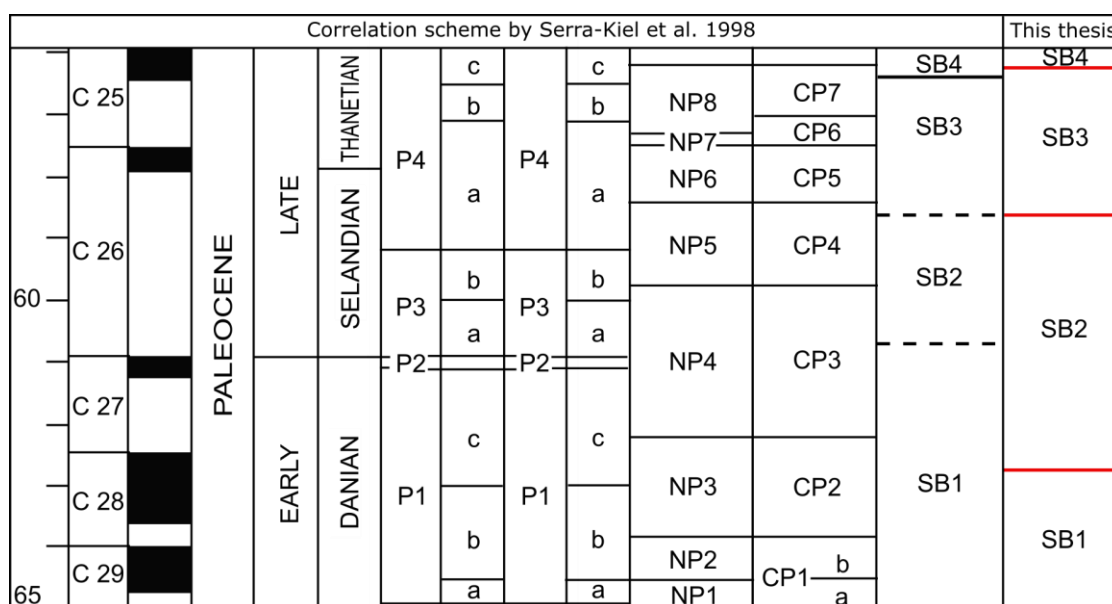 Correlation scheme by Serra-Kiel et al. 1998
This thesis
60
65
C 25
C 26
C 27
C 28
C 29
PALEOCENE
LATE
EARLY
THANETIAN
SELANDIAN
DANIAN
P4
P3
P2
P1
c
b
a
b
a
c
b
a
P4
P3
P2
P1
c
b
a
b
a
c
b
a
NP8
NP7
NP6
NP5
NP4
NP3
NP2
NP1
CP7
CP6
CP5
CP4
CP3
CP2
CP1
b
a
SB4
SB3
SB2
SB1
SB4
SB3
SB2
SB1